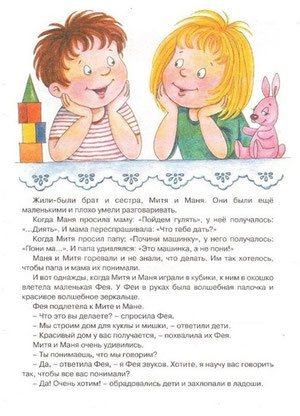 Жили-были брат и сестра, Митя и Маня. Они были ещё
маленькими и плохо умели разговаривать.
Когда Маня просила маму: «Пойдем гулять», у неё получалось:
«...Диять». И мама переспрашивала: «Что тебе дать?»
Когда Митя просил папу: «Почини машинку», у него получалось:
«Пони ма...». И папа удивлялся: «Это машинка, а не пони!»
Маня и Митя горевали и не знали, что делать. Им так хотелось,
чтобы папа и мама их понимали.
И вот однажды, когда Митя и Маня играли в кубики, к ним в окошко
влетела маленькая Фея. У Феи в руках была волшебная палочка и
красивое волшебное зеркальце.
Фея подлетела к Мите и Мане.
– Что это вы делаете? – спросила Фея.
– Мы строим дом для куклы и мишки, – ответили дети.
– Красивый дом у вас получается, – похвалила их Фея.
Митя и Маня очень удивились.
– Ты понимаешь, что мы говорим?
– Да, – ответила Фея, – я Фея звуков. Хотите, я научу вас говорить
так, чтобы все вас понимали?
– Да! Очень хотим! – обрадовались дети и захлопали в ладоши.